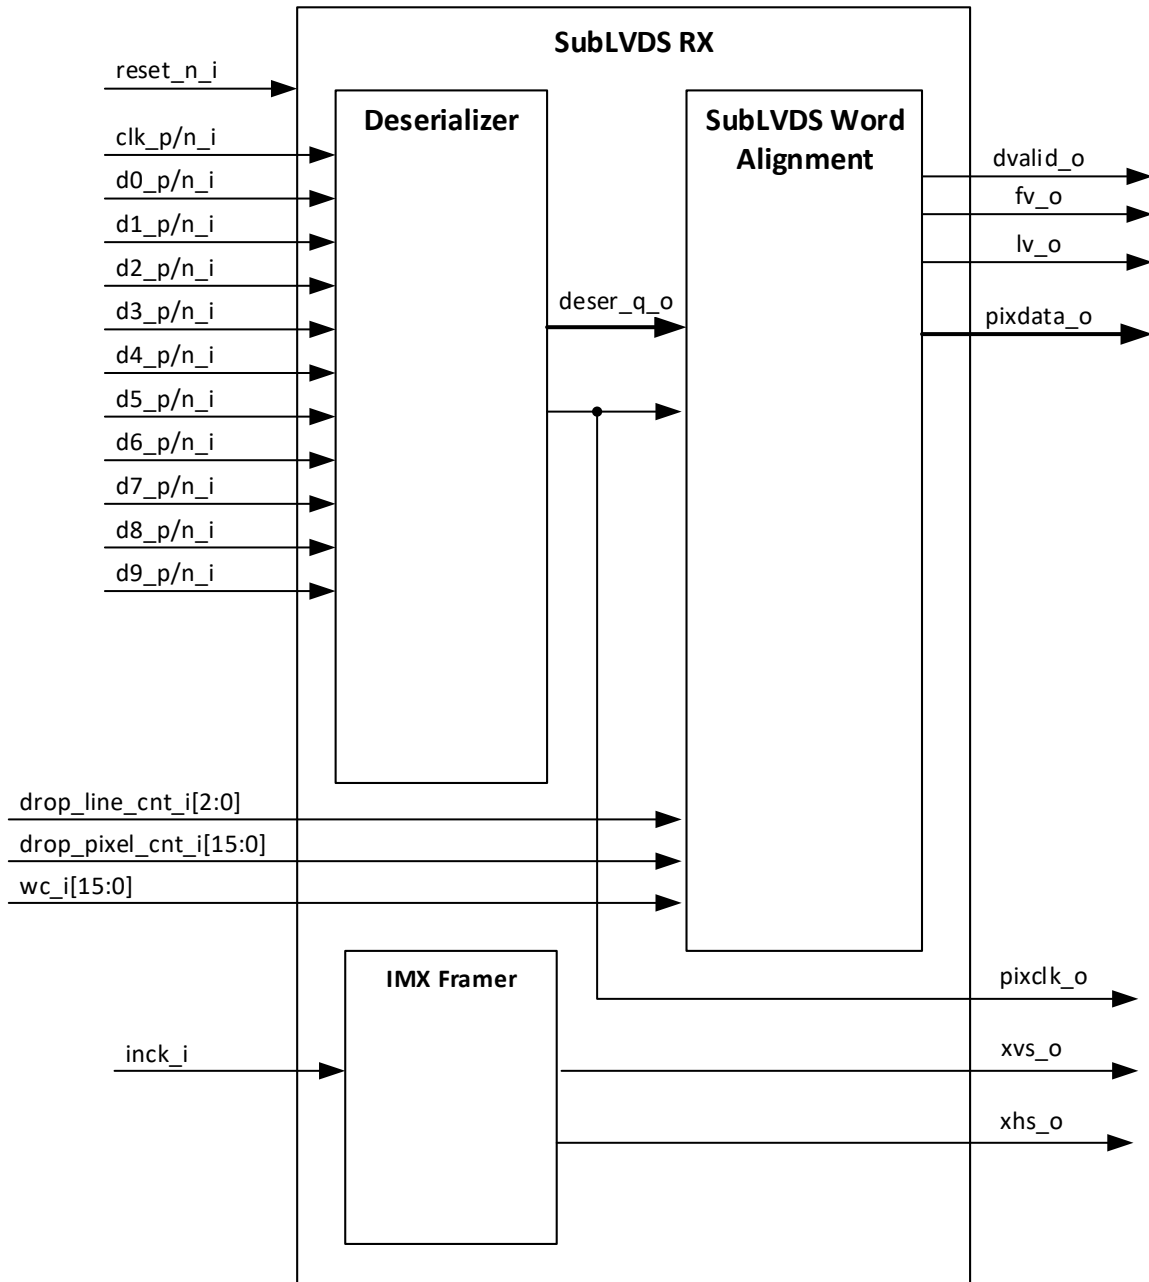 SubLVDS RX
reset_n_i
Deserializer
SubLVDS Word
Alignment
clk_p/n_i
d0_p/n_i
d1_p/n_i
d2_p/n_i
d3_p/n_i
d4_p/n_i
d5_p/n_i
d6_p/n_i
d7_p/n_i
d8_p/n_i
d9_p/n_i
deser_q_o
dvalid_o
fv_o
lv_o
pixdata_o
drop_line_cnt_i[2:0]
drop_pixel_cnt_i[15:0]
wc_i[15:0]
IMX Framer
inck_i
pixclk_o
xvs_o
xhs_o